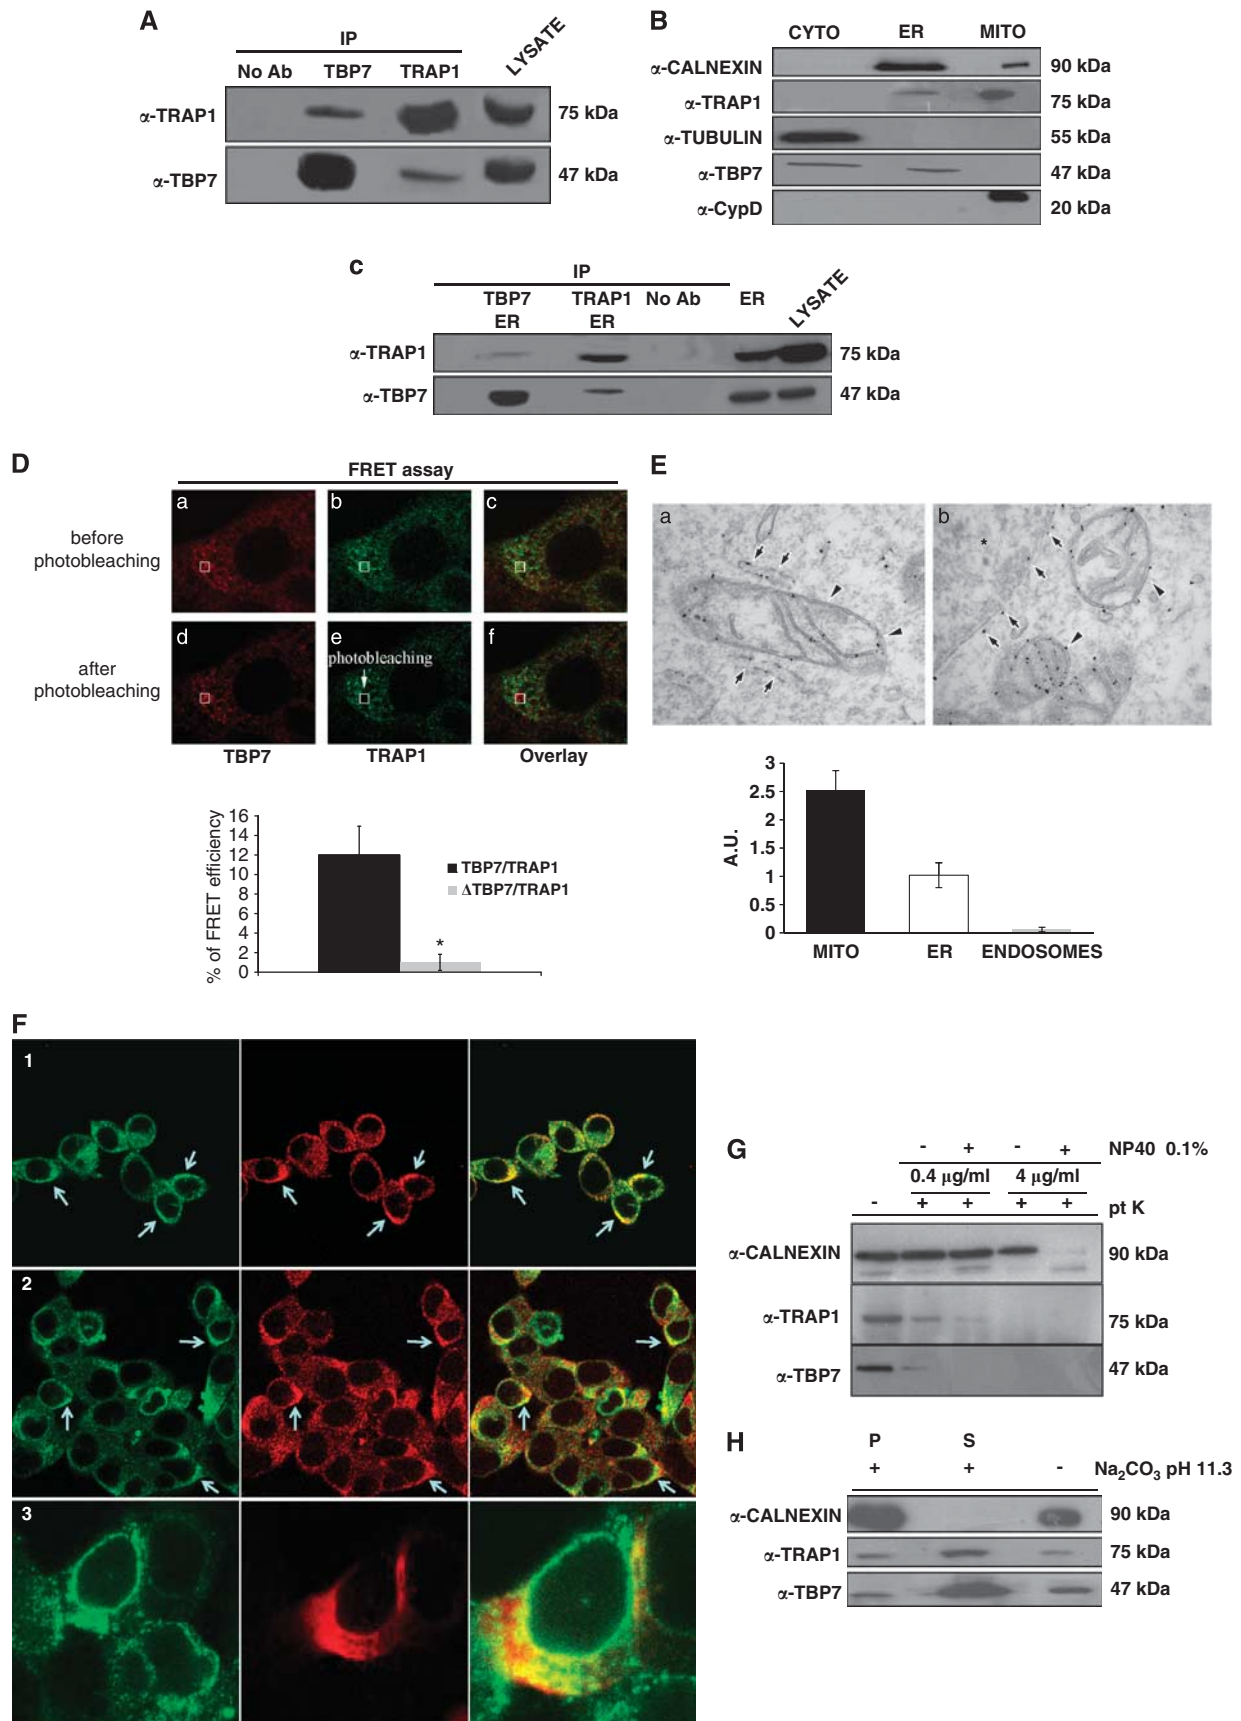 A
IP
No Ab TBP7 TRAP1 LYSATE
α-TRAP1 75 kDa
α-TBP7 47 kDa
B
CYTO ER MITO
α-CALNEXIN 90 kDa
α-TRAP1 75 kDa
α-TUBULIN 55 kDa
α-TBP7 47 kDa
α-CypD 20 kDa
C
IP
TBP7 TRAP1 No Ab ER LYSATE
ER ER
α-TRAP1 75 kDa
α-TBP7 47 kDa
D
FRET assay
a b c
before
photobleaching
d e f
photobleaching
after
photobleaching
TBP7 TRAP1 Overlay
% of FRET efficiency
16
14
12
10
8
6
4
2
0
*
TBP7/TRAP1
ΔTBP7/TRAP1
E
a b
*
A.U.
3
2.5
2
1.5
1
0.5
0
MITO ER ENDOSOMES
F
1
2
3
G
- + - + NP40 0.1%
0.4 μg/ml 4 μg/ml
- + + + + pt K
α-CALNEXIN 90 kDa
α-TRAP1 75 kDa
α-TBP7 47 kDa
H
P S
+ + - Na₂CO₃ pH 11.3
α-CALNEXIN 90 kDa
α-TRAP1 75 kDa
α-TBP7 47 kDa